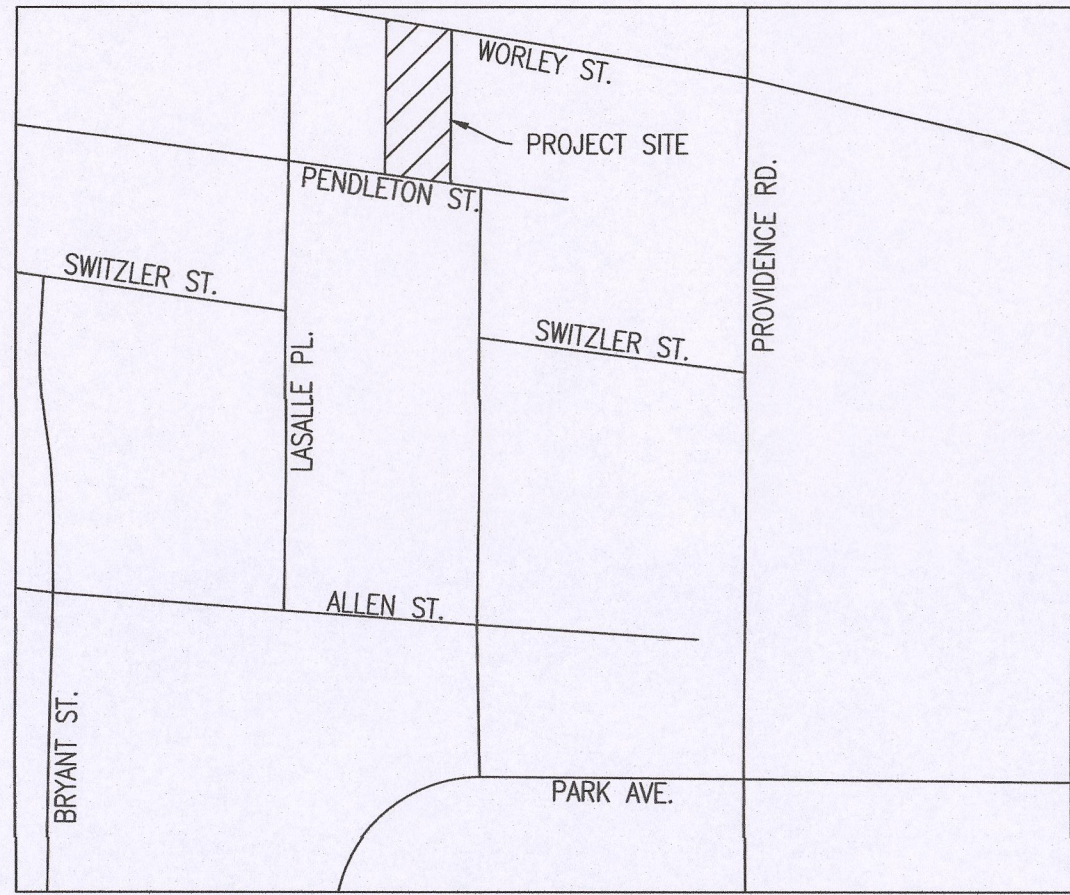 WORLEY ST.
PROJECT SITE
PENDLETON ST.
PROVIDENCE RD.
SWITZLER ST.
SWITZLER ST.
LASALLE PL.
ALLEN ST.
BRYANT ST.
PARK AVE.